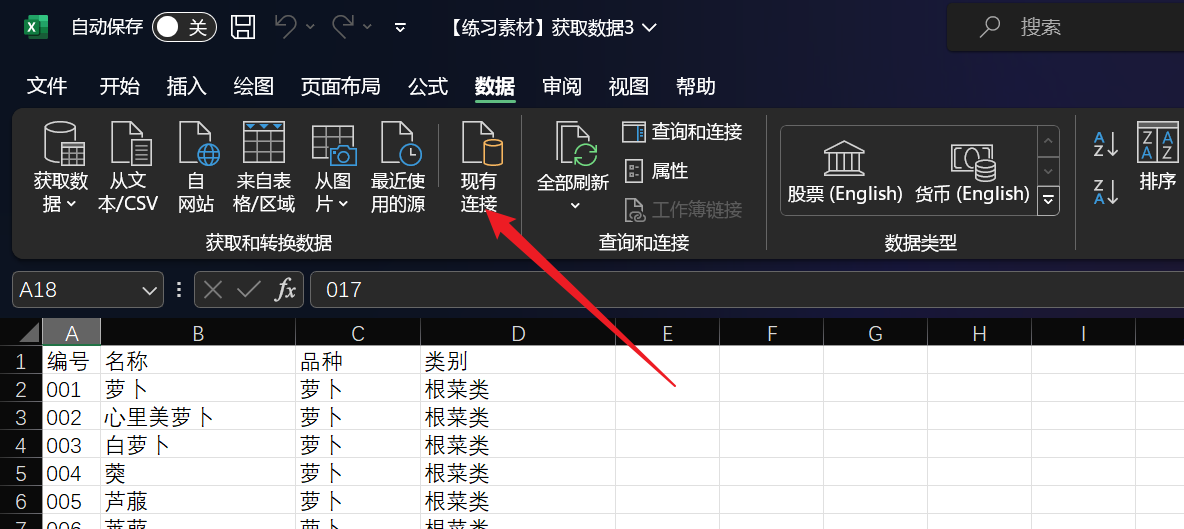 自动保存 关 【练习素材】获取数据3 搜索
文件 开始 插入 绘图 页面布局 公式 数据 审阅 视图 帮助
获取数据 从文本/CSV 自网站 来自表格/区域 从图片 最近使用的源 现有连接 全部刷新 查询和连接 属性 工作簿链接 股票 (English) 货币 (English) 排序
获取和转换数据 查询和连接 数据类型
A18 fx 017
A B C D E F G H I
1 编号 名称 品种 类别
2 001 萝卜 萝卜 根菜类
3 002 心里美萝卜 萝卜 根菜类
4 003 白萝卜 萝卜 根菜类
5 004 葖 萝卜 根菜类
6 005 芦菔 萝卜 根菜类
7 006 莱菔 萝卜 根菜类